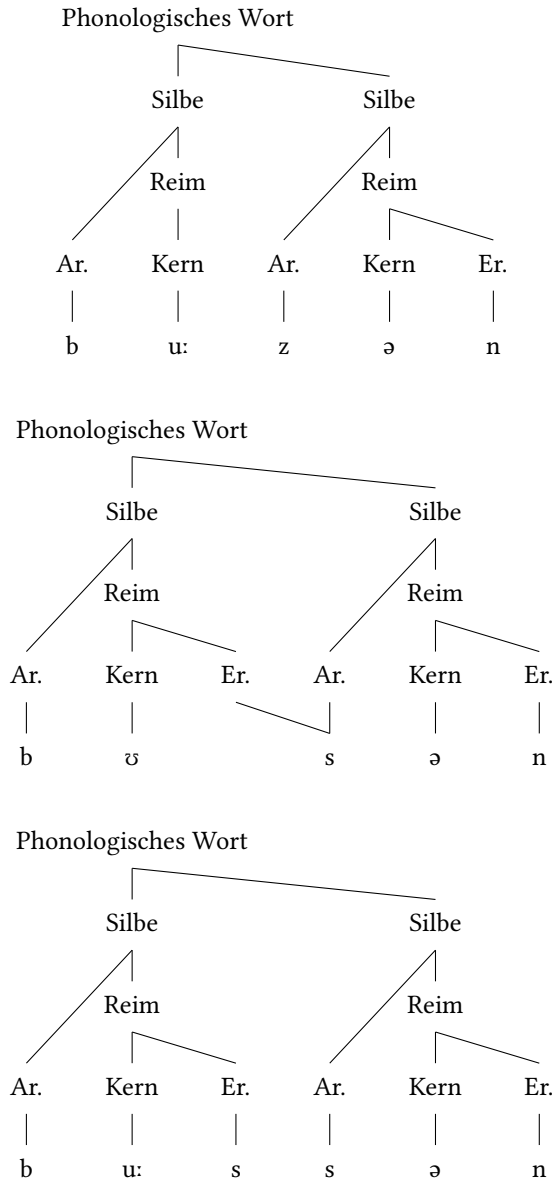 Phonologisches Wort
Silbe Silbe
Reim Reim
Ar. Kern Ar. Kern Er.
b uː z ə n
Phonologisches Wort
Silbe Silbe
Reim Reim
Ar. Kern Er. Ar. Kern Er.
b ʊ s ə n
Phonologisches Wort
Silbe Silbe
Reim Reim
Ar. Kern Er. Ar. Kern Er.
b uː s s ə n